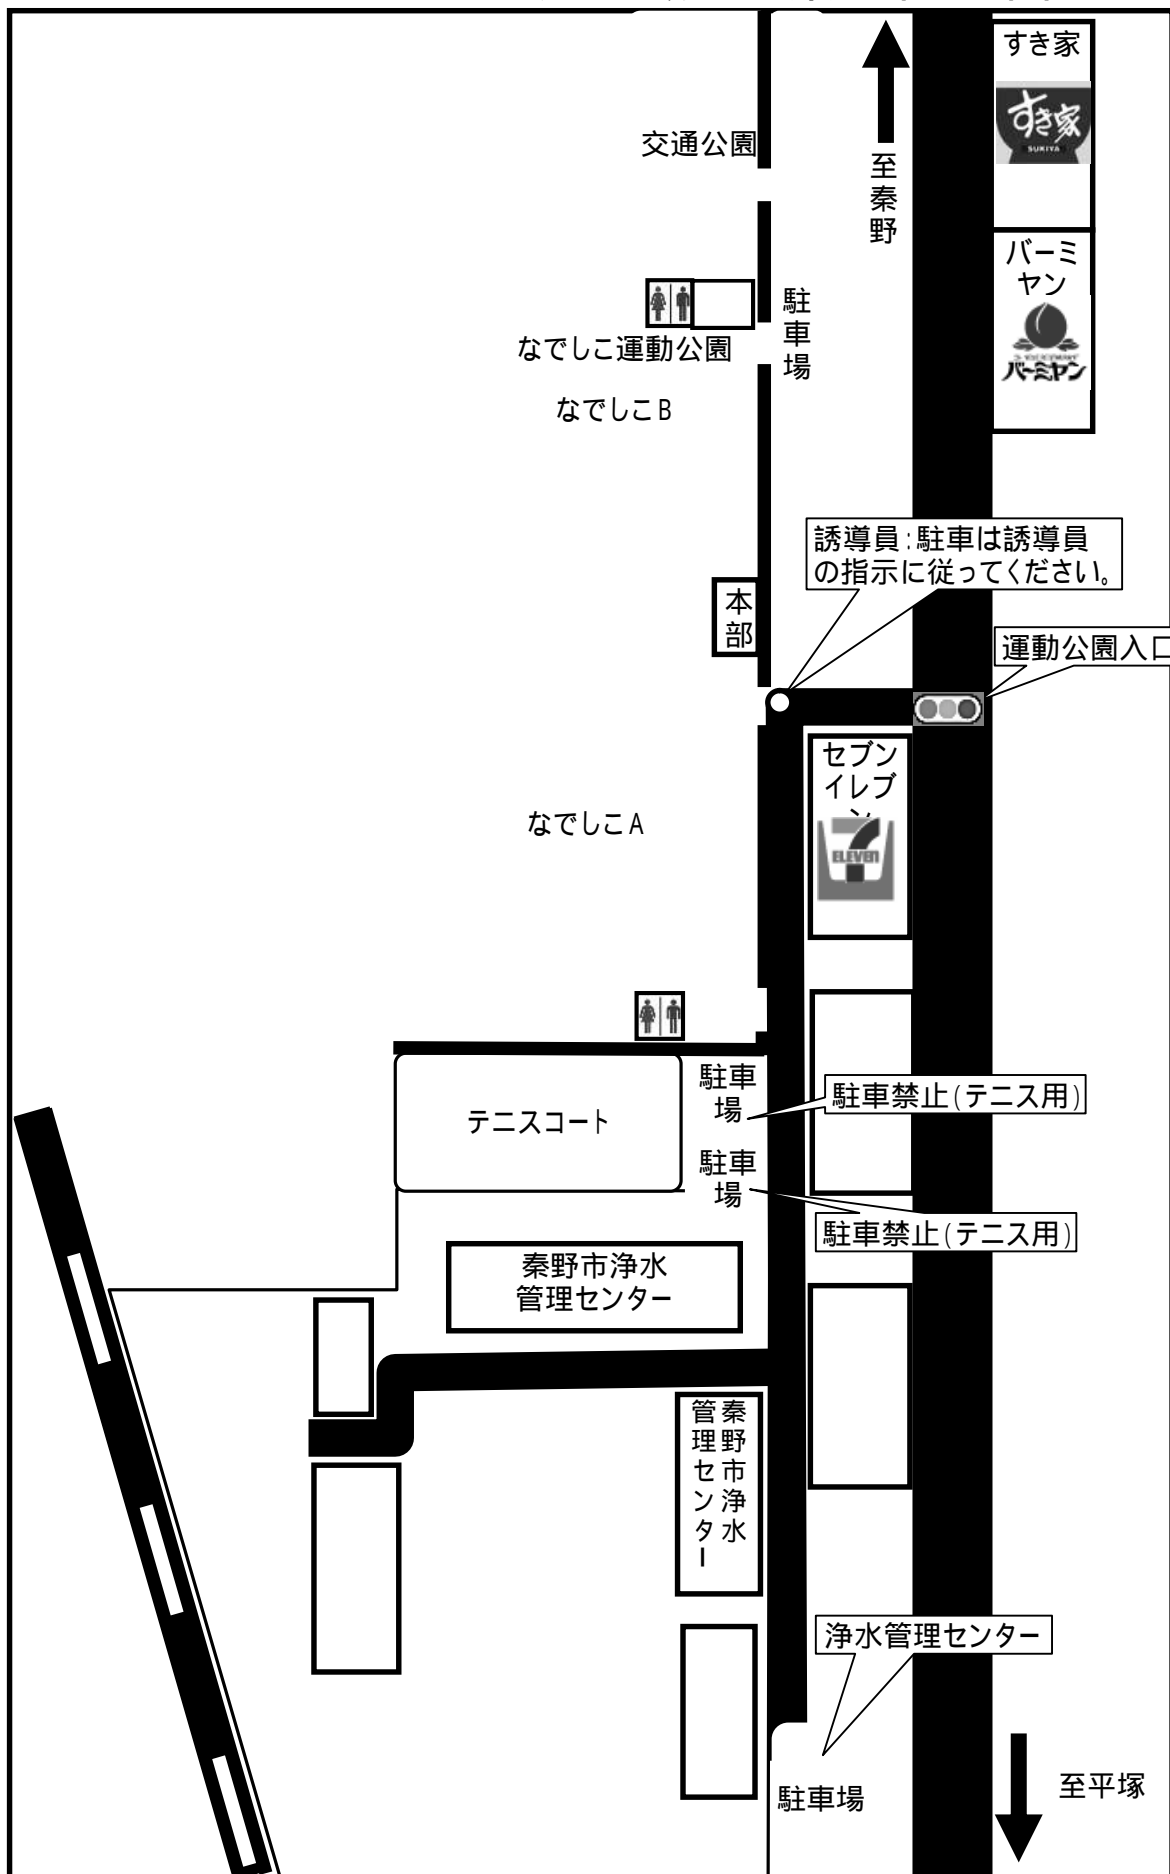 すき家
すき家
SUKIYA
交通公園
至秦野
バーミ
ヤン
バーミヤン
駐車場
なでしこ運動公園
なでしこB
誘導員:駐車は誘導員
の指示に従ってください。
本部
運動公園入口
セブン
イレブ
ン
7
ELEVEN
なでしこA
駐車
場
駐車禁止(テニス用)
テニスコート
駐車
場
駐車禁止(テニス用)
秦野市浄水
管理センター
秦野市浄水
管理センター
浄水管理センター
駐車場
至平塚